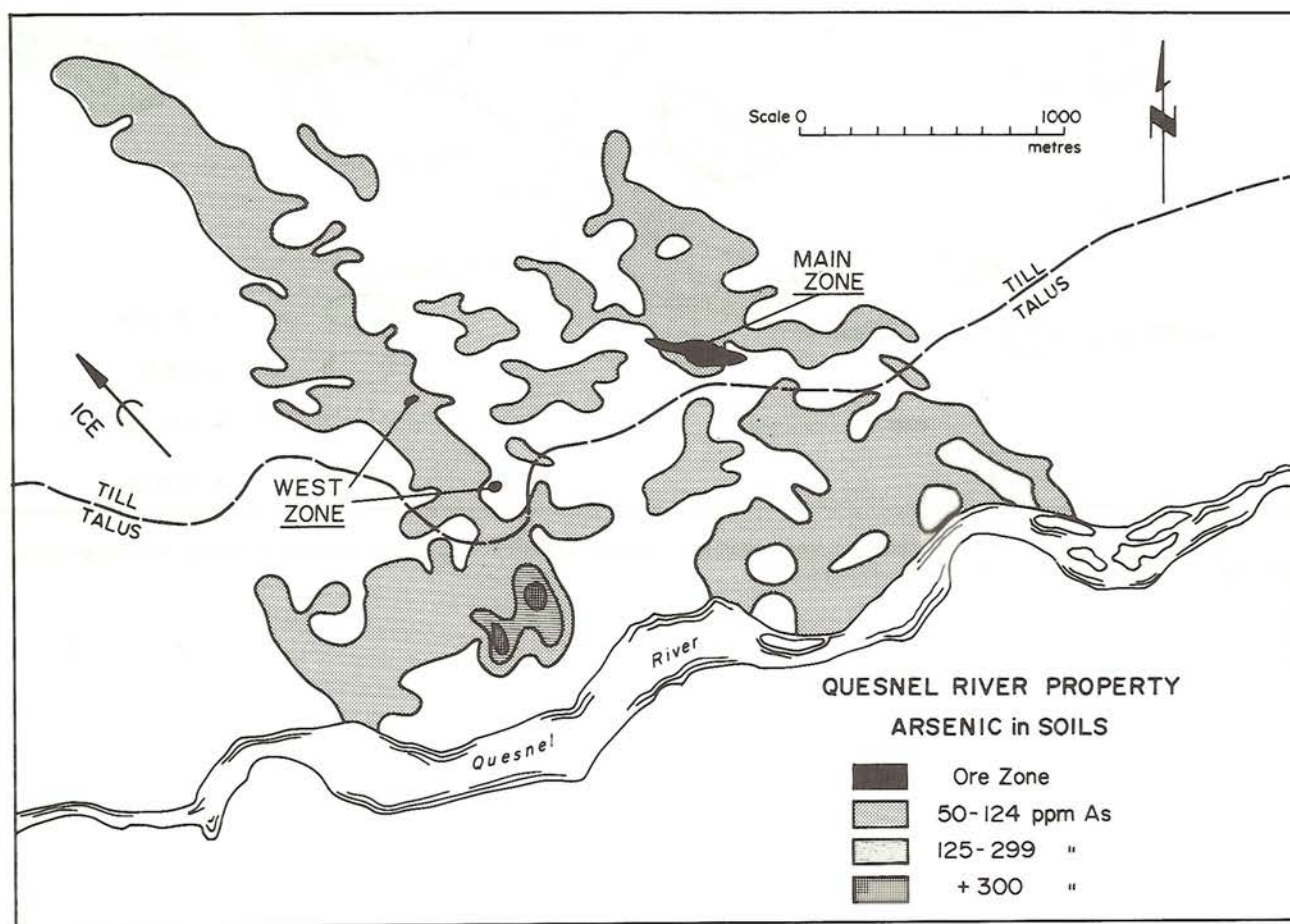 Scale 0 1000
metres
N
MAIN
ZONE
TILL
TALUS
ICE
WEST
ZONE
TILL
TALUS
River
Quesnel
QUESNEL RIVER PROPERTY
ARSENIC in SOILS
Ore Zone
50-124 ppm As
125-299 "
+300 "